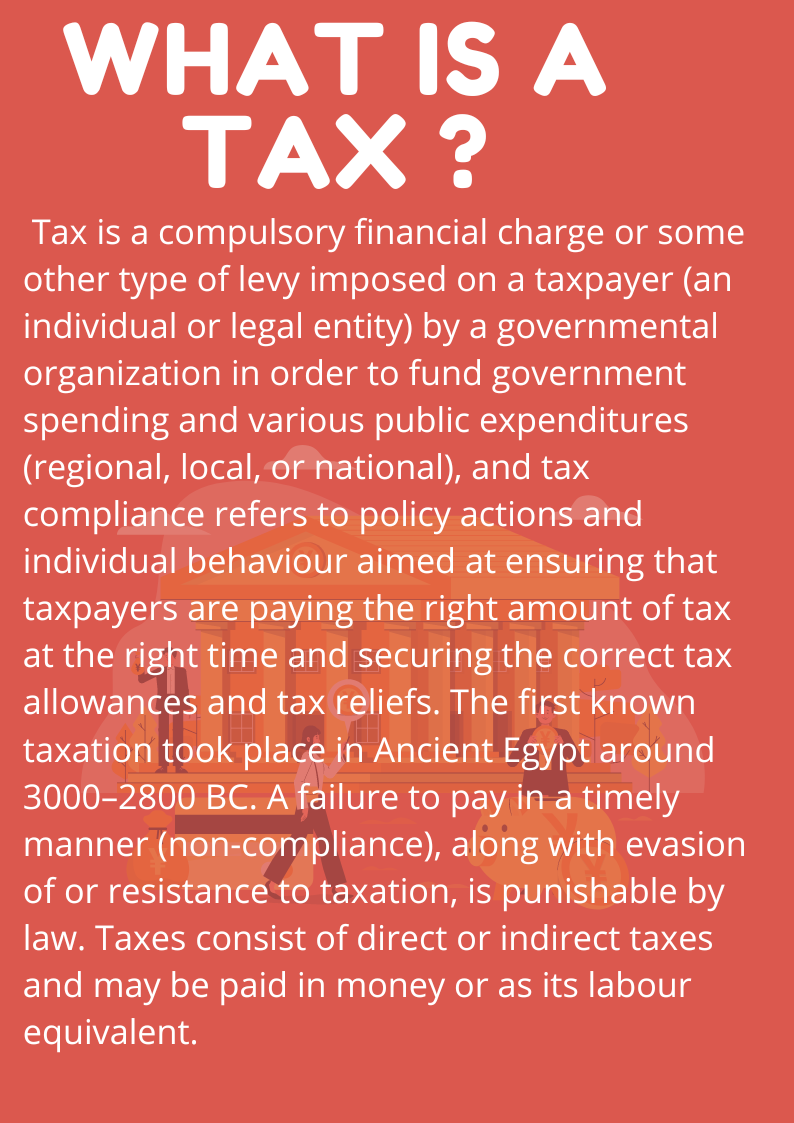 WHAT IS A
TAX ?
Tax is a compulsory financial charge or some
other type of levy imposed on a taxpayer (an
individual or legal entity) by a governmental
organization in order to fund government
spending and various public expenditures
(regional, local, or national), and tax
compliance refers to policy actions and
individual behaviour aimed at ensuring that
taxpayers are paying the right amount of tax
at the right time and securing the correct tax
allowances and tax reliefs. The first known
taxation took place in Ancient Egypt around
3000–2800 BC. A failure to pay in a timely
manner (non-compliance), along with evasion
of or resistance to taxation, is punishable by
law. Taxes consist of direct or indirect taxes
and may be paid in money or as its labour
equivalent.